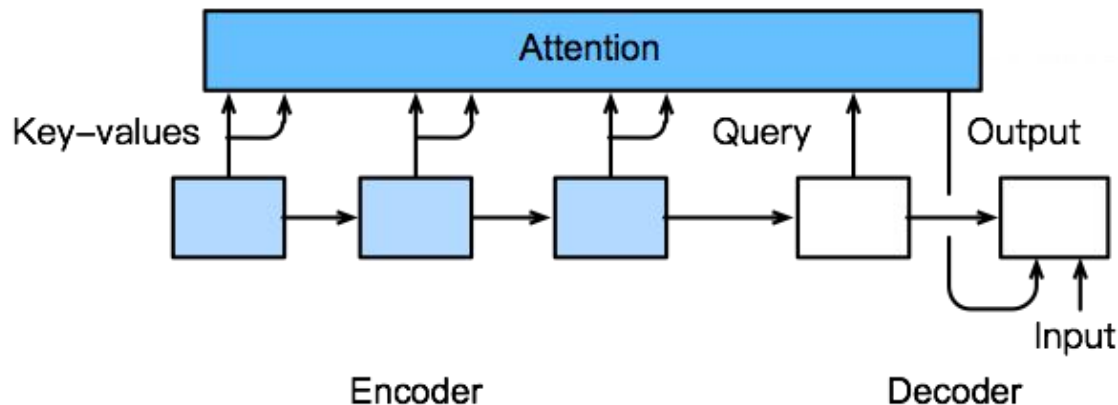 Attention
Key–values
Query
Output
Input
Encoder
Decoder